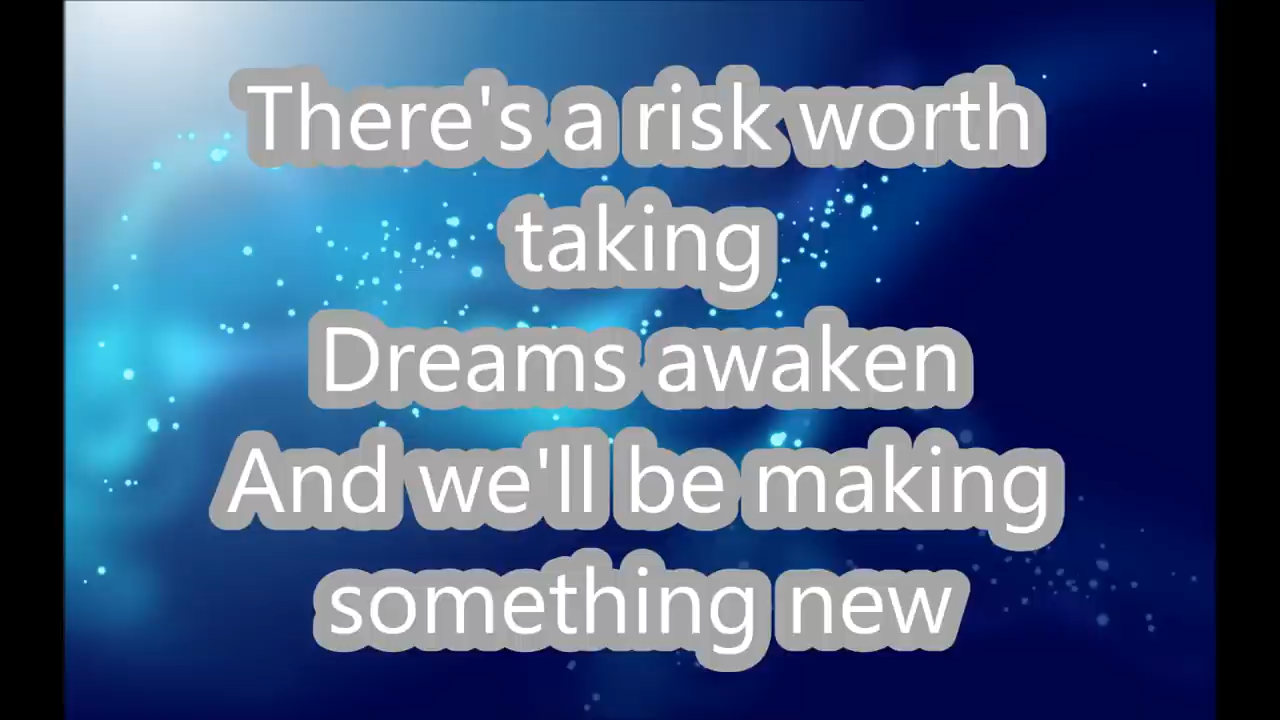 There's a risk worth
taking
Dreams awaken
And we'll be making
something new